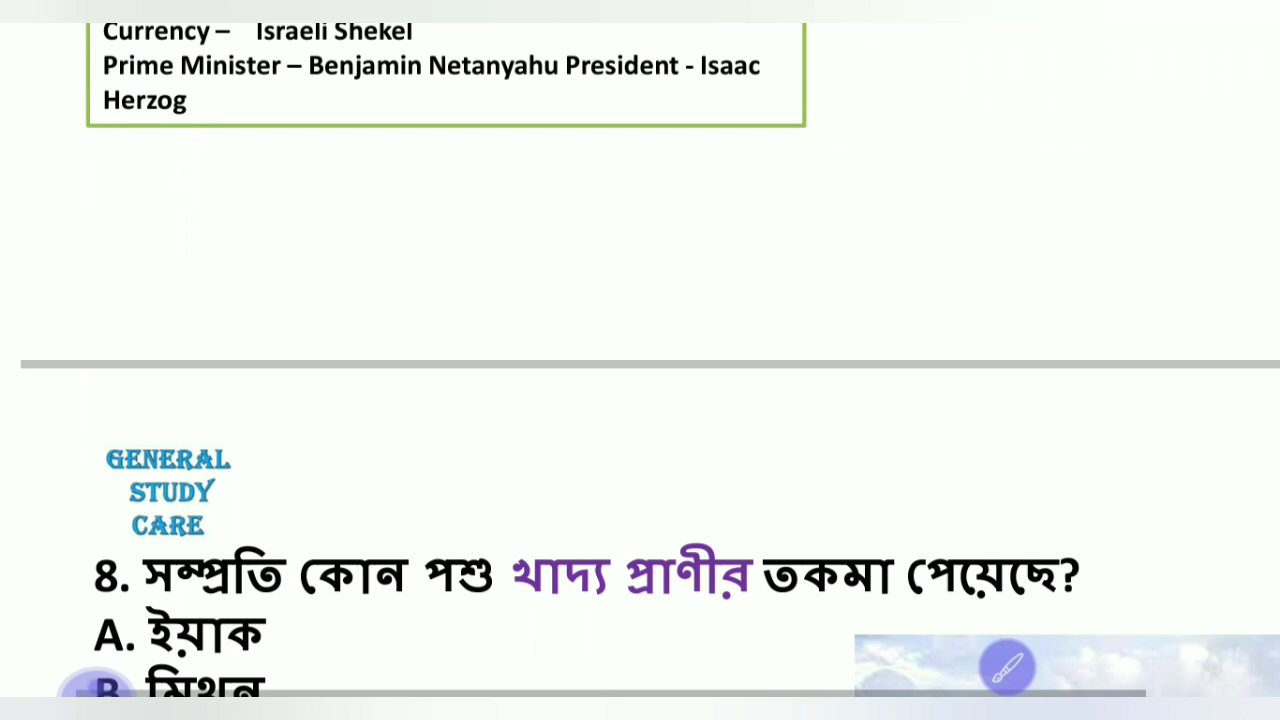 Currency – Israeli Shekel
Prime Minister – Benjamin Netanyahu President - Isaac
Herzog
GENERAL
STUDY
CARE
8. সম্প্রতি কোন পশু খাদ্য প্রাণীর তকমা পেয়েছে?
A. ইয়াক
B. মিথুন